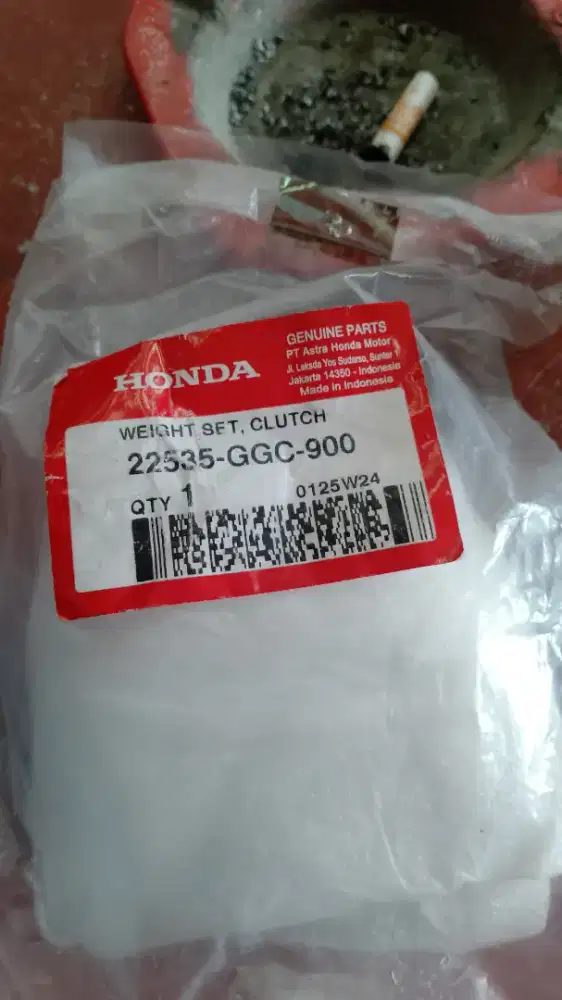 HONDA
GENUINE PARTS
PT Astra Honda Motor
Jl. Laksda Yos Sudarso, Sunter 1
Jakarta 14350 - Indonesia
Made in Indonesia
WEIGHT SET, CLUTCH
22535-GGC-900
QTY 1
0125W24